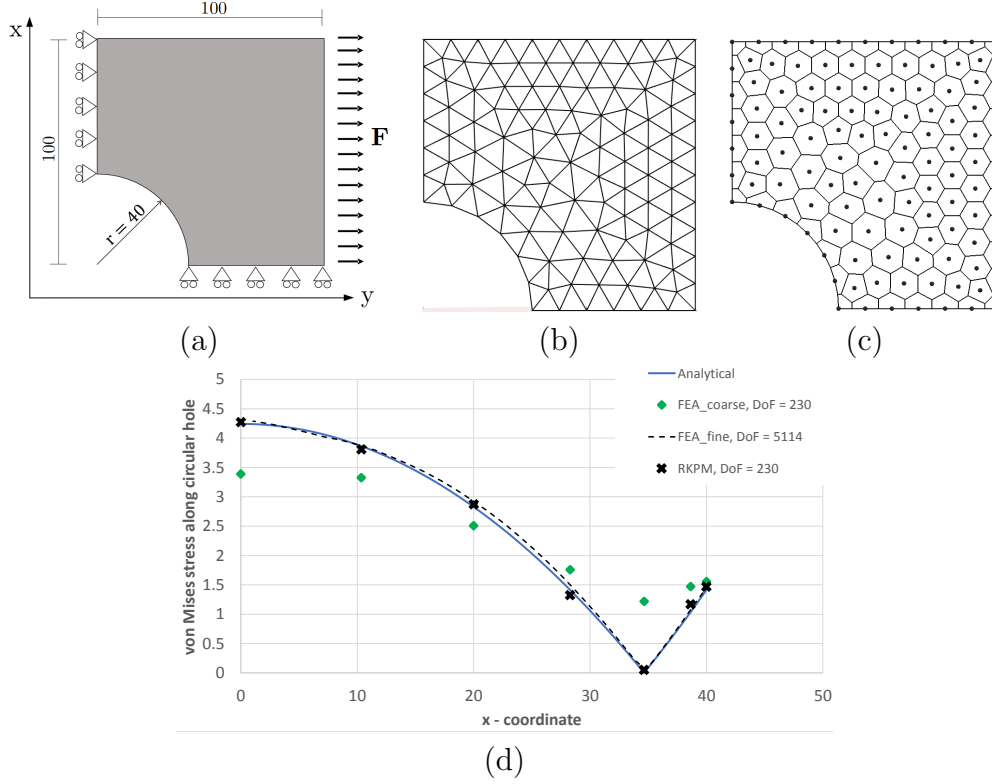 100
x
100
F
r = 40
y
(a)
(b)
(c)
5
4.5
4
3.5
3
2.5
2
1.5
1
0.5
0
von Mises stress along circular hole
0
10
20
30
40
50
x - coordinate
Analytical
FEA_coarse, DoF = 230
FEA_fine, DoF = 5114
RKPM, DoF = 230
(d)